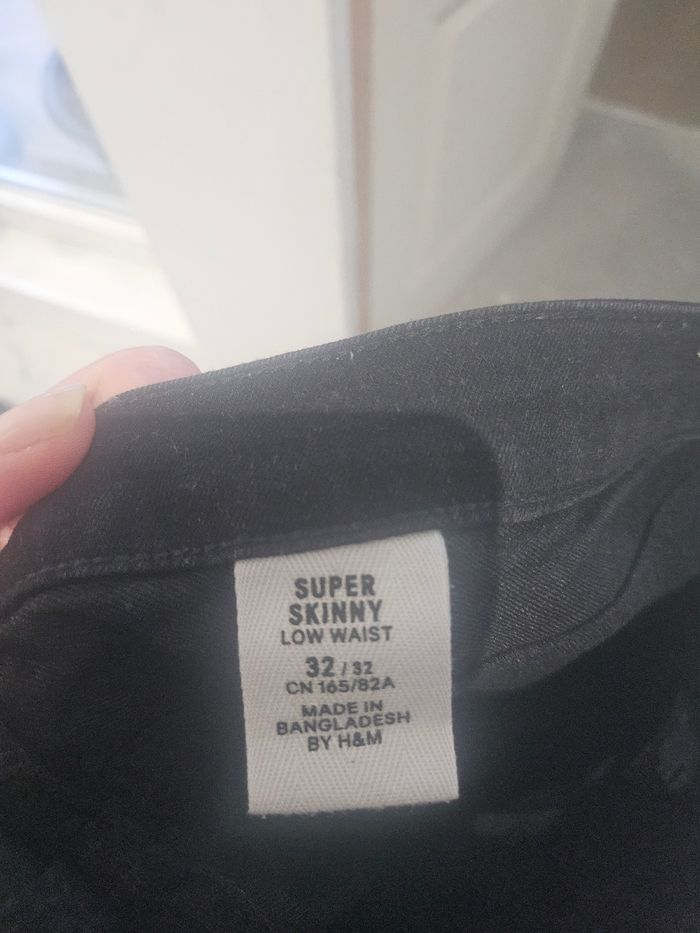 SUPER
SKINNY
LOW WAIST
32 / 32
CN 165/82A
MADE IN
BANGLADESH
BY H&M